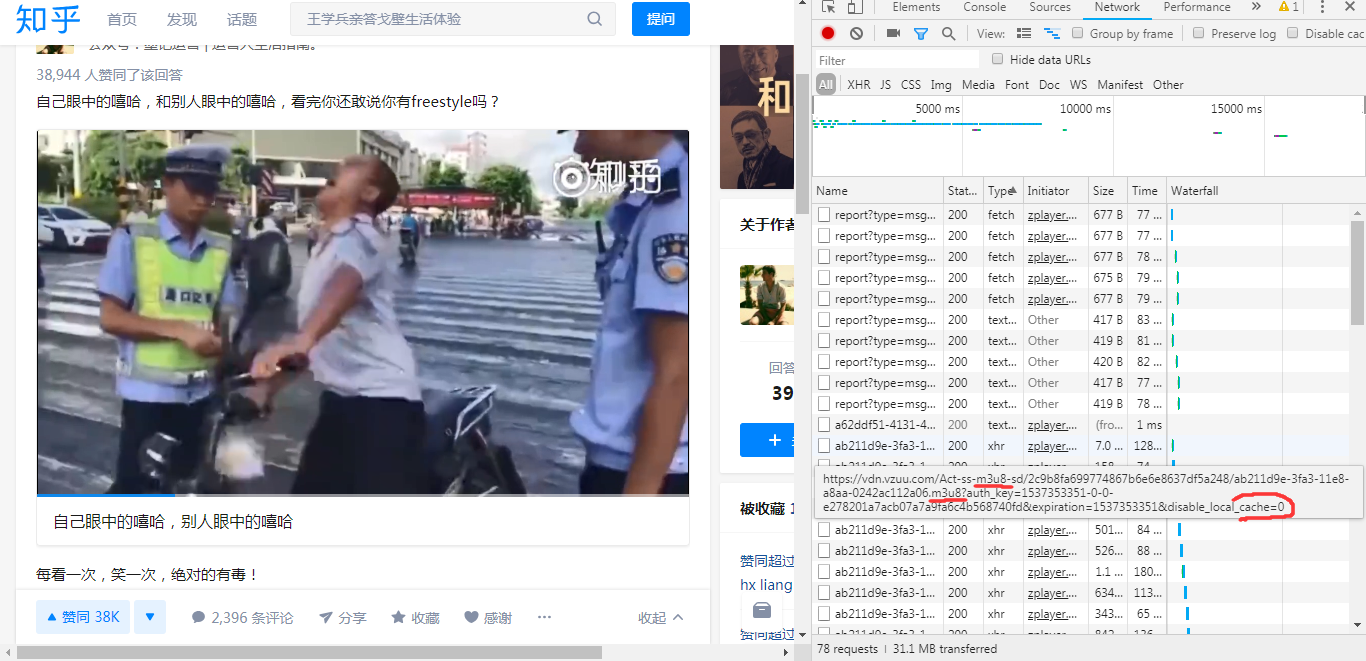 知乎 首页 发现 话题 王学兵亲答戈壁生活体验 提问
38,944 人赞同了该回答
自己眼中的嘻哈，和别人眼中的嘻哈，看完你还敢说你有freestyle吗？
知乎
自己眼中的嘻哈，别人眼中的嘻哈
每看一次，笑一次，绝对的有毒！
赞同 38K 2,396 条评论 分享 收藏 感谢 ··· 收起
和
关于作者
回答
39
+
被收藏 1
赞同超过
hx liang
赞同超过
Elements Console Sources Network Performance » 1
View: Group by frame Preserve log Disable cac
Filter Hide data URLs
All XHR JS CSS Img Media Font Doc WS Manifest Other
5000 ms 10000 ms 15000 ms
Name Stat... Type Initiator Size Time Waterfall
report?type=msg... 200 fetch zplayer.... 677 B 77 ...
report?type=msg... 200 fetch zplayer.... 677 B 77 ...
report?type=msg... 200 fetch zplayer.... 677 B 78 ...
report?type=msg... 200 fetch zplayer.... 675 B 79 ...
report?type=msg... 200 fetch zplayer.... 677 B 79 ...
report?type=msg... 200 text... Other 417 B 83 ...
report?type=msg... 200 text... Other 419 B 81 ...
report?type=msg... 200 text... Other 420 B 82 ...
report?type=msg... 200 text... Other 417 B 77 ...
report?type=msg... 200 text... Other 419 B 78 ...
a62ddf51-4131-4... 200 text... zplayer.... (fro... 1 ms
ab211d9e-3fa3-1... 200 xhr zplayer.... 7.0 ... 128...
https://vdn.vzuu.com/Act-ss-m3u8-sd/2c9b8fa699774867b6e6e8637df5a248/ab211d9e-3fa3-11e8-
a8aa-0242ac112a06.m3u8?auth_key=1537353351-0-0-
e278201a7acb07a7a9fa6c4b568740fd&expiration=1537353351&disable_local_cache=0
ab211d9e-3fa3-1... 200 xhr zplayer.... 501... 84 ...
ab211d9e-3fa3-1... 200 xhr zplayer.... 526... 88 ...
ab211d9e-3fa3-1... 200 xhr zplayer.... 1.1 ... 180...
ab211d9e-3fa3-1... 200 xhr zplayer.... 634... 113...
ab211d9e-3fa3-1... 200 xhr zplayer.... 343... 65 ...
78 requests | 31.1 MB transferred